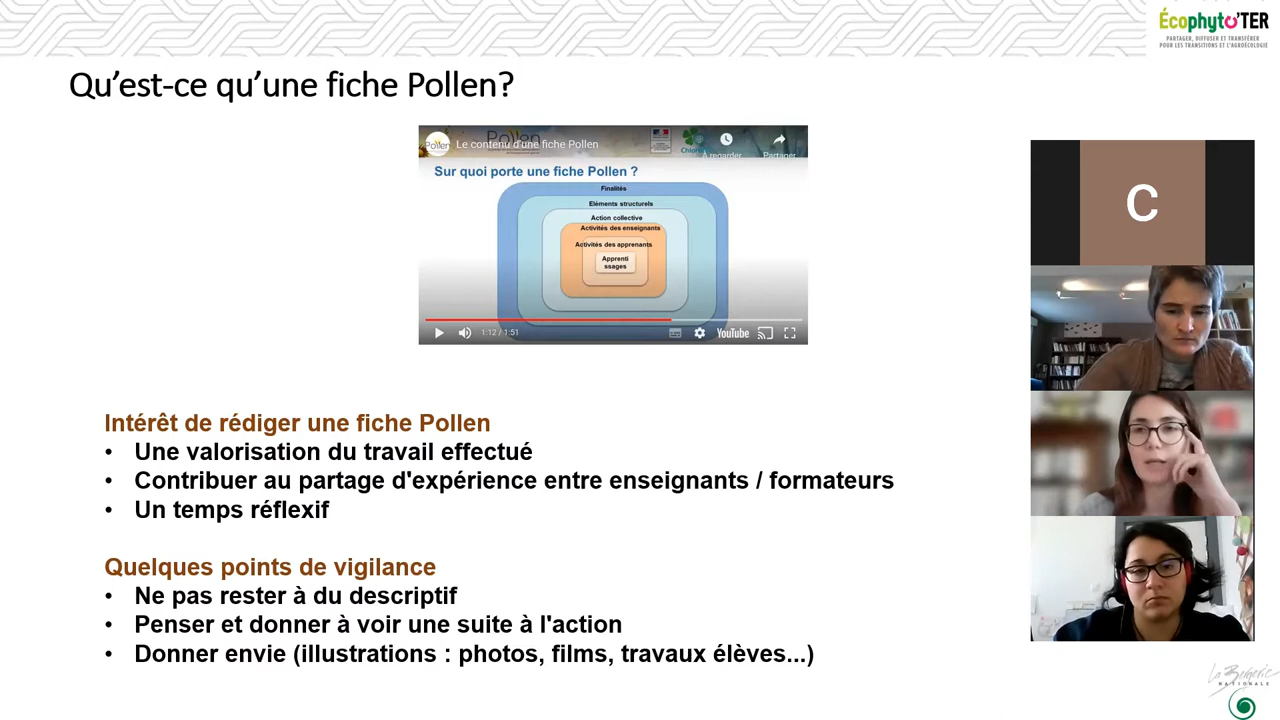 Écophyto'TER
PARTAGER, DIFFUSER ET TRANSFÉRER
POUR LES TRANSITIONS ET L'AGROÉCOLOGIE
Qu'est-ce qu'une fiche Pollen?
Pollen
Pollen
Le contenu d'une fiche Pollen
À regarder
Partager
Sur quoi porte une fiche Pollen ?
Finalités
Eléments structurels
Action collective
Activités des enseignants
Activités des apprenants
Apprenti
ssages
1:12 / 1:51
YouTube
C
Intérêt de rédiger une fiche Pollen
• Une valorisation du travail effectué
• Contribuer au partage d'expérience entre enseignants / formateurs
• Un temps réflexif
Quelques points de vigilance
• Ne pas rester à du descriptif
• Penser et donner à voir une suite à l'action
• Donner envie (illustrations : photos, films, travaux élèves...)
La Bergerie
NATIONALE